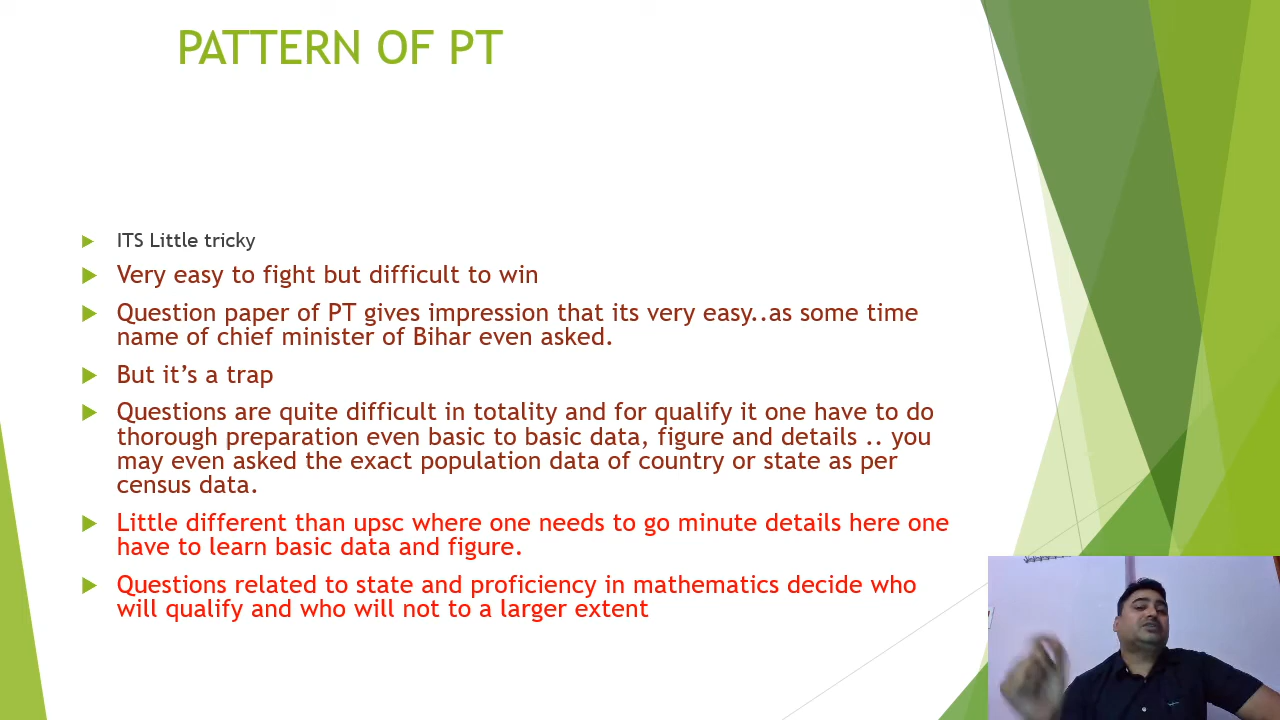 PATTERN OF PT
ITS Little tricky
Very easy to fight but difficult to win
Question paper of PT gives impression that its very easy..as some time
name of chief minister of Bihar even asked.
But it’s a trap
Questions are quite difficult in totality and for qualify it one have to do
thorough preparation even basic to basic data, figure and details .. you
may even asked the exact population data of country or state as per
census data.
Little different than upsc where one needs to go minute details here one
have to learn basic data and figure.
Questions related to state and proficiency in mathematics decide who
will qualify and who will not to a larger extent